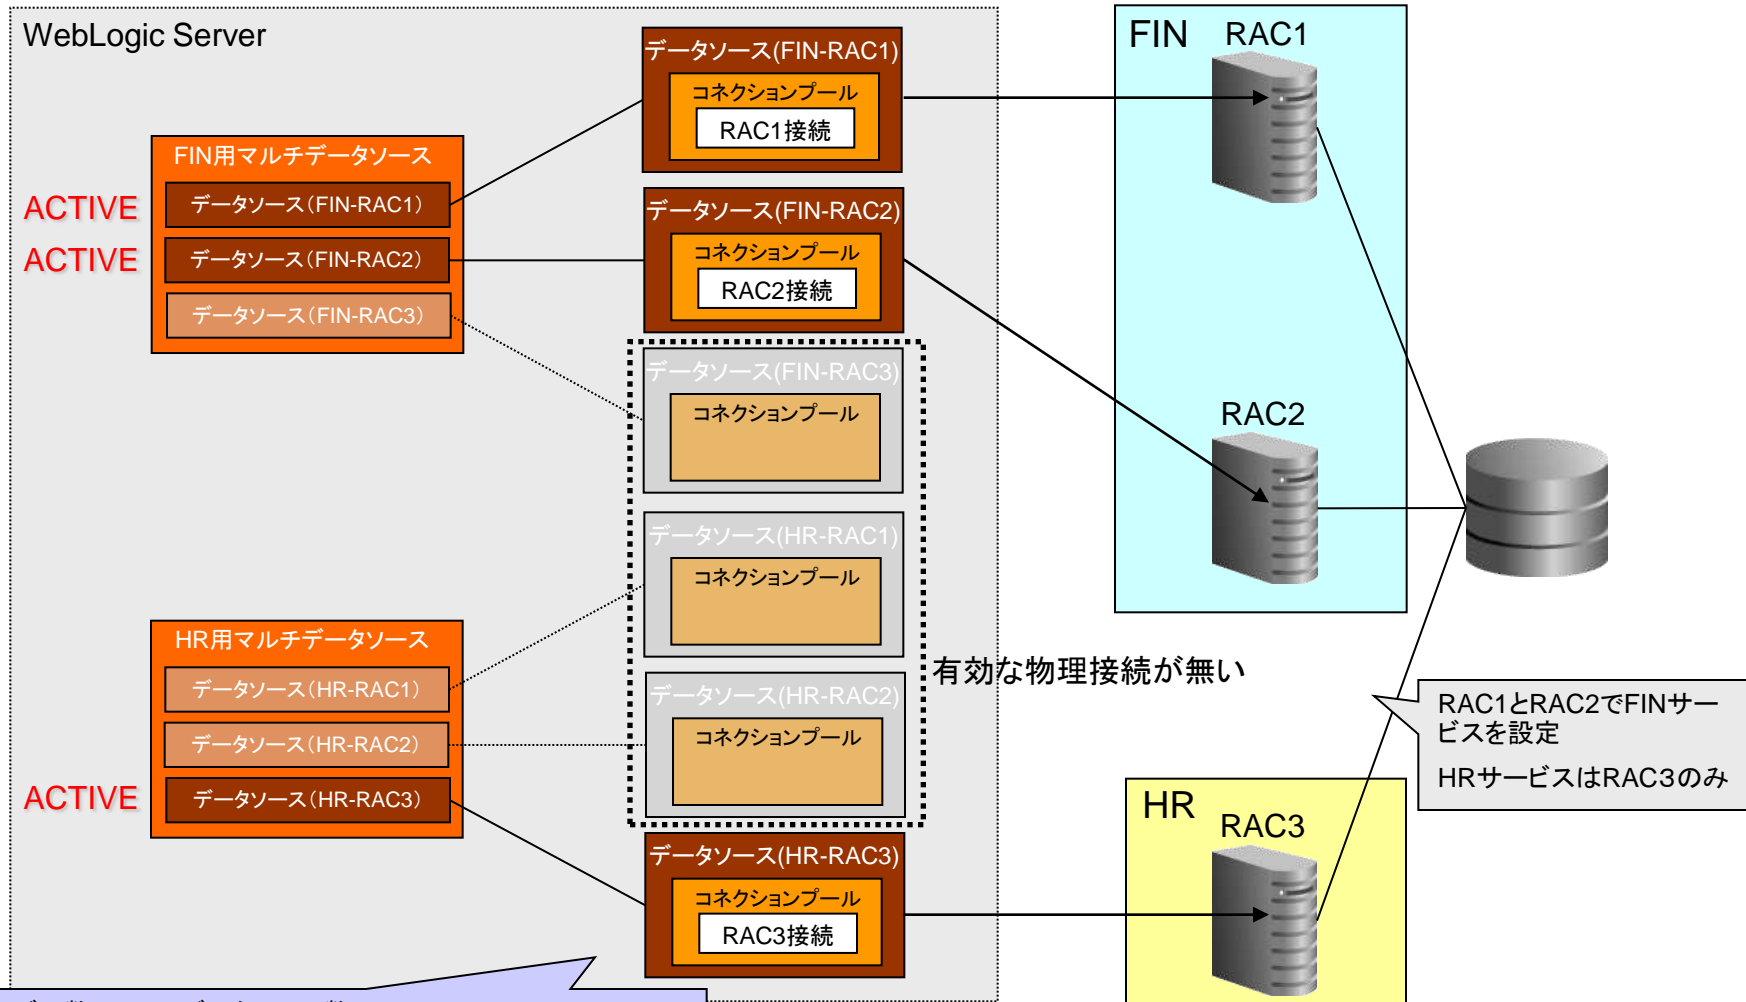 WebLogic Server
FIN用マルチデータソース
ACTIVE
データソース(FIN-RAC1)
ACTIVE
データソース(FIN-RAC2)
データソース(FIN-RAC3)
HR用マルチデータソース
データソース(HR-RAC1)
データソース(HR-RAC2)
ACTIVE
データソース(HR-RAC3)
データソース(FIN-RAC1)
コネクションプール
RAC1接続
データソース(FIN-RAC2)
コネクションプール
RAC2接続
データソース(FIN-RAC3)
コネクションプール
データソース(HR-RAC1)
コネクションプール
データソース(HR-RAC2)
コネクションプール
データソース(HR-RAC3)
コネクションプール
RAC3接続
有効な物理接続が無い
FIN
RAC1
RAC2
HR
RAC3
RAC1とRAC2でFINサー
ビスを設定
HRサービスはRAC3のみ